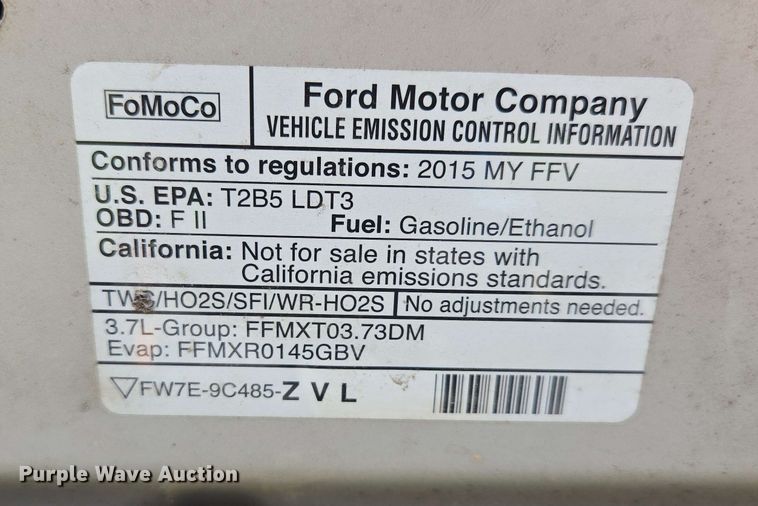 FoMoCo
Ford Motor Company
VEHICLE EMISSION CONTROL INFORMATION
Conforms to regulations: 2015 MY FFV
U.S. EPA: T2B5 LDT3
OBD: F II Fuel: Gasoline/Ethanol
California: Not for sale in states with
California emissions standards.
TWC/HO2S/SFI/WR-HO2S No adjustments needed.
3.7L-Group: FFMXT03.73DM
Evap: FFMXR0145GBV
▽FW7E-9C485-Z V L
Purple Wave Auction